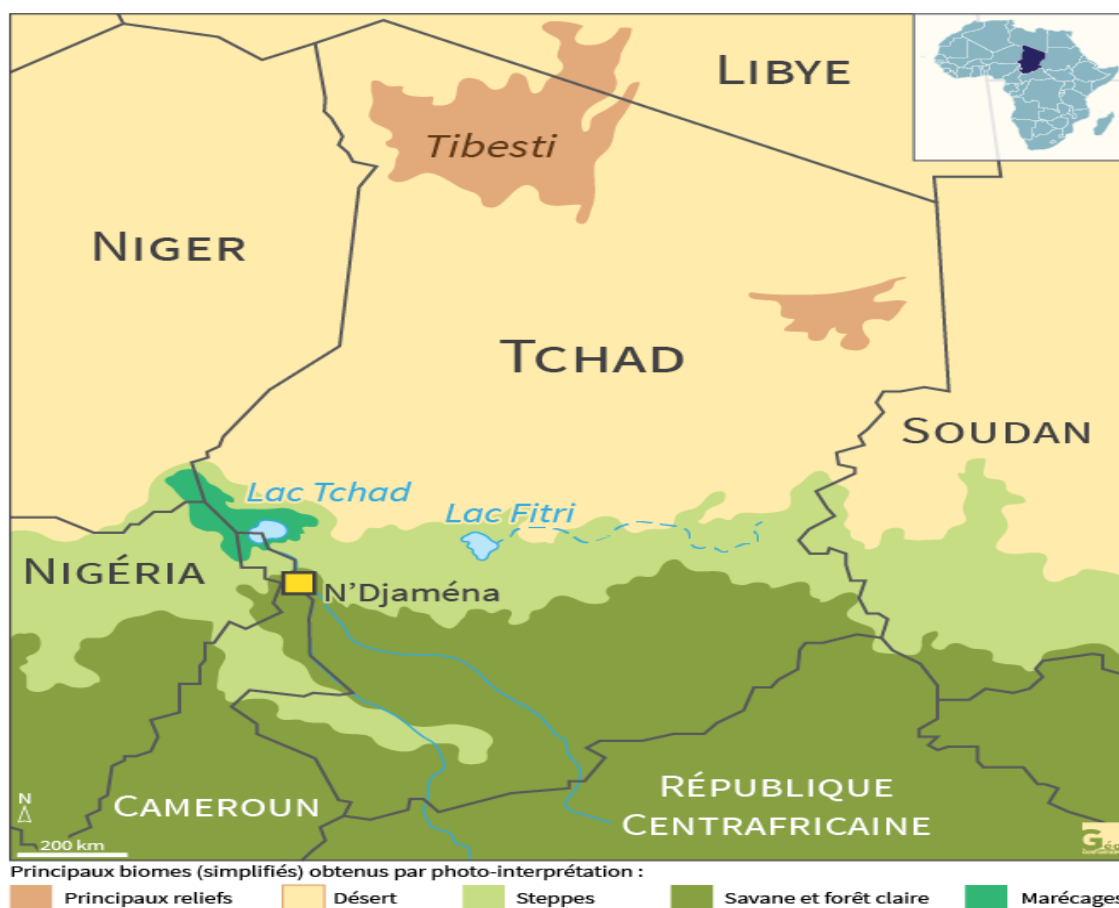 LIBYE
Tibesti
NIGER
TCHAD
SOUDAN
Lac Tchad
Lac Fitri
NIGÉRIA
N'Djaména
RÉPUBLIQUE
CENTRAFRICAINE
CAMEROUN
N
200 km
Principaux biomes (simplifiés) obtenus par photo-interprétation :
Principaux reliefs Désert Steppes Savane et forêt claire Marécages